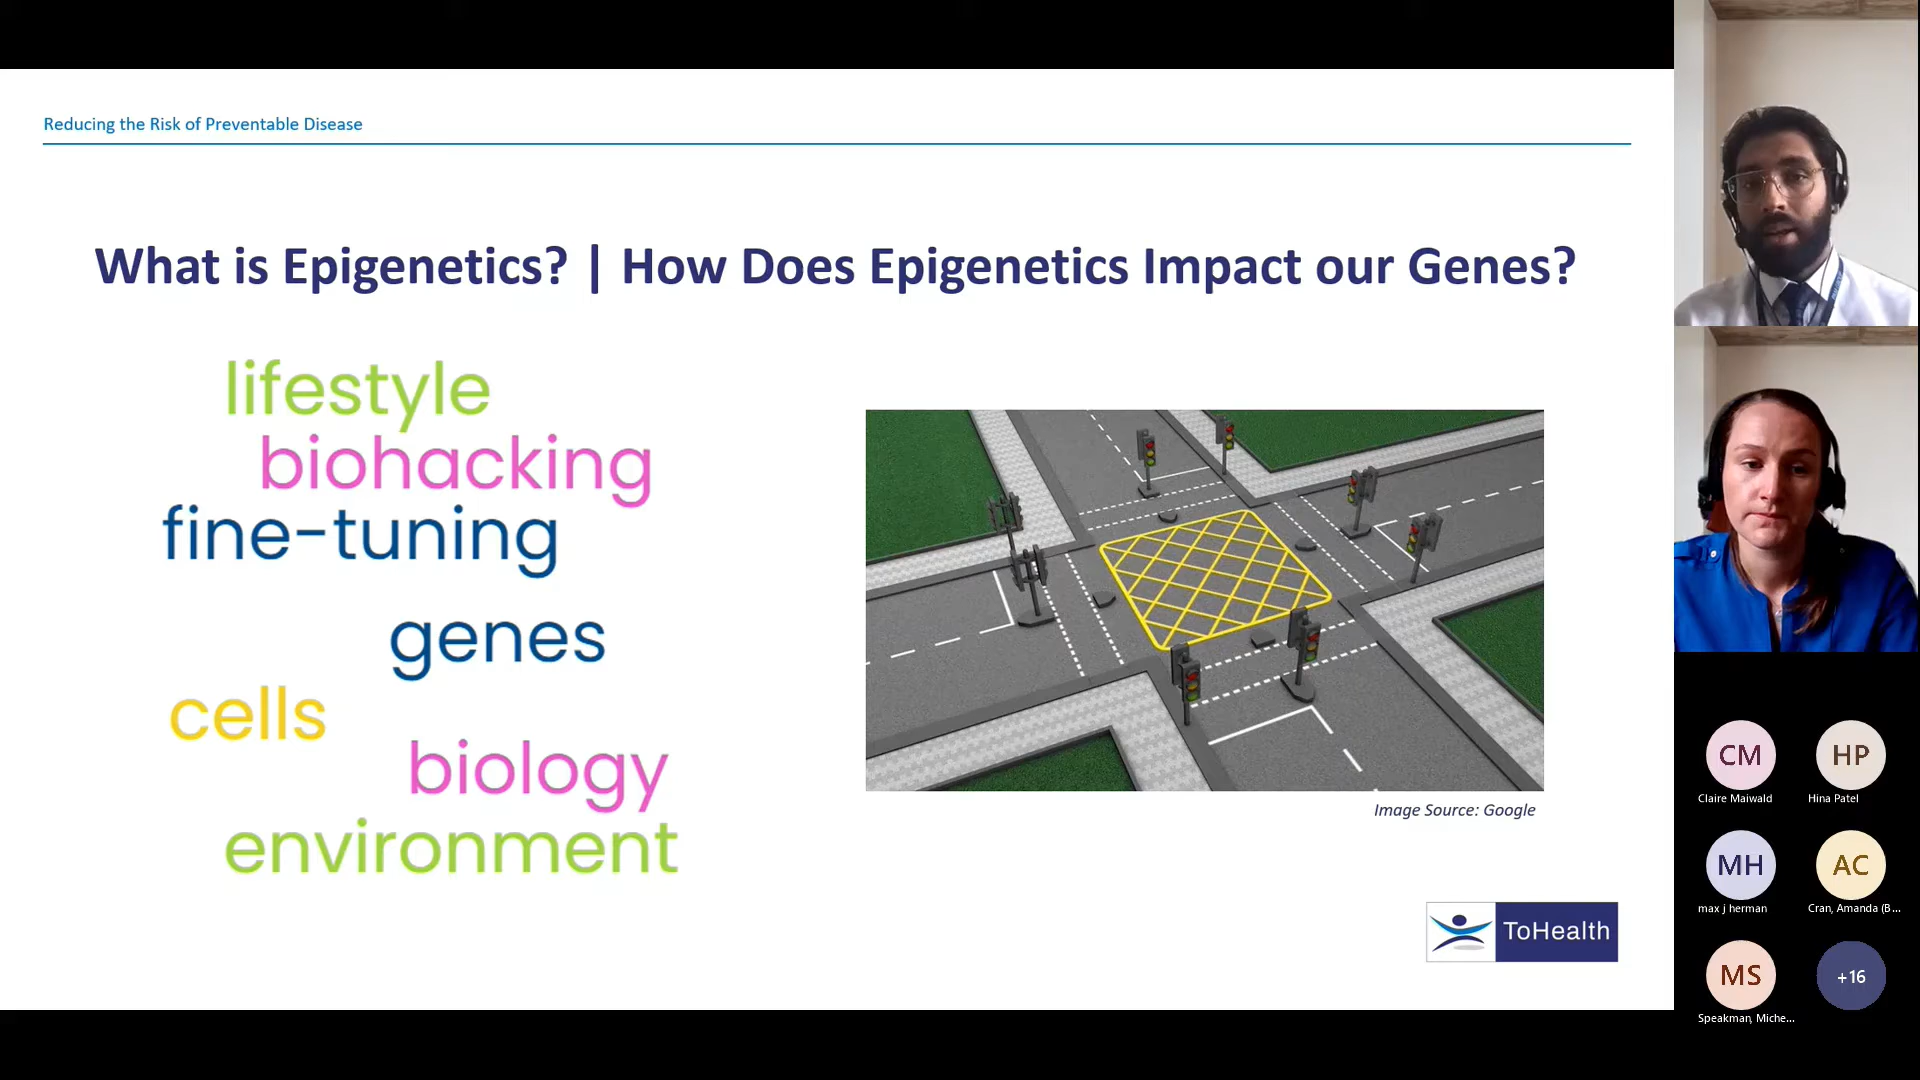 Reducing the Risk of Preventable Disease
What is Epigenetics? | How Does Epigenetics Impact our Genes?
lifestyle
biohacking
fine-tuning
genes
cells
biology
environment
Image Source: Google
ToHealth
CM
Claire Maiwald
HP
Hina Patel
MH
max j herman
AC
Cran, Amanda (B...
MS
Speakman, Miche...
+16